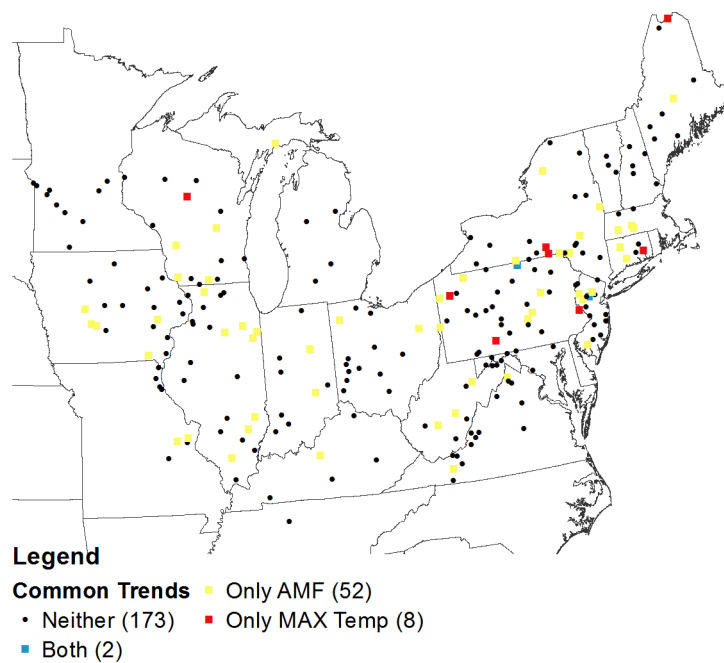 Legend
Common Trends
Neither (173)
Both (2)
Only AMF (52)
Only MAX Temp (8)